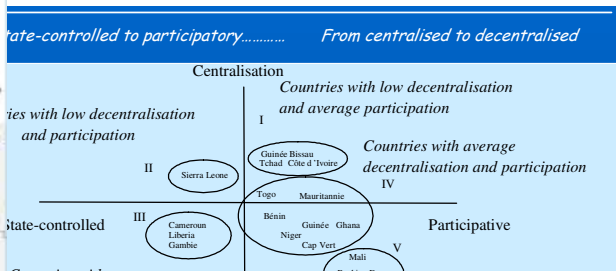 tate-controlled to participatory………… From centralised to decentralised
Centralisation
Countries with low decentralisation
and average participation
ries with low decentralisation
and participation
I
Countries with average
decentralisation and participation
Guinée Bissau
Tchad Côte d 'Ivoire
II
Sierra Leone
IV
Togo Mauritannie
State-controlled
III
Participative
Cameroun
Liberia
Gambie
Bénin
Guinée Ghana
Niger
Cap Vert
V
Mali